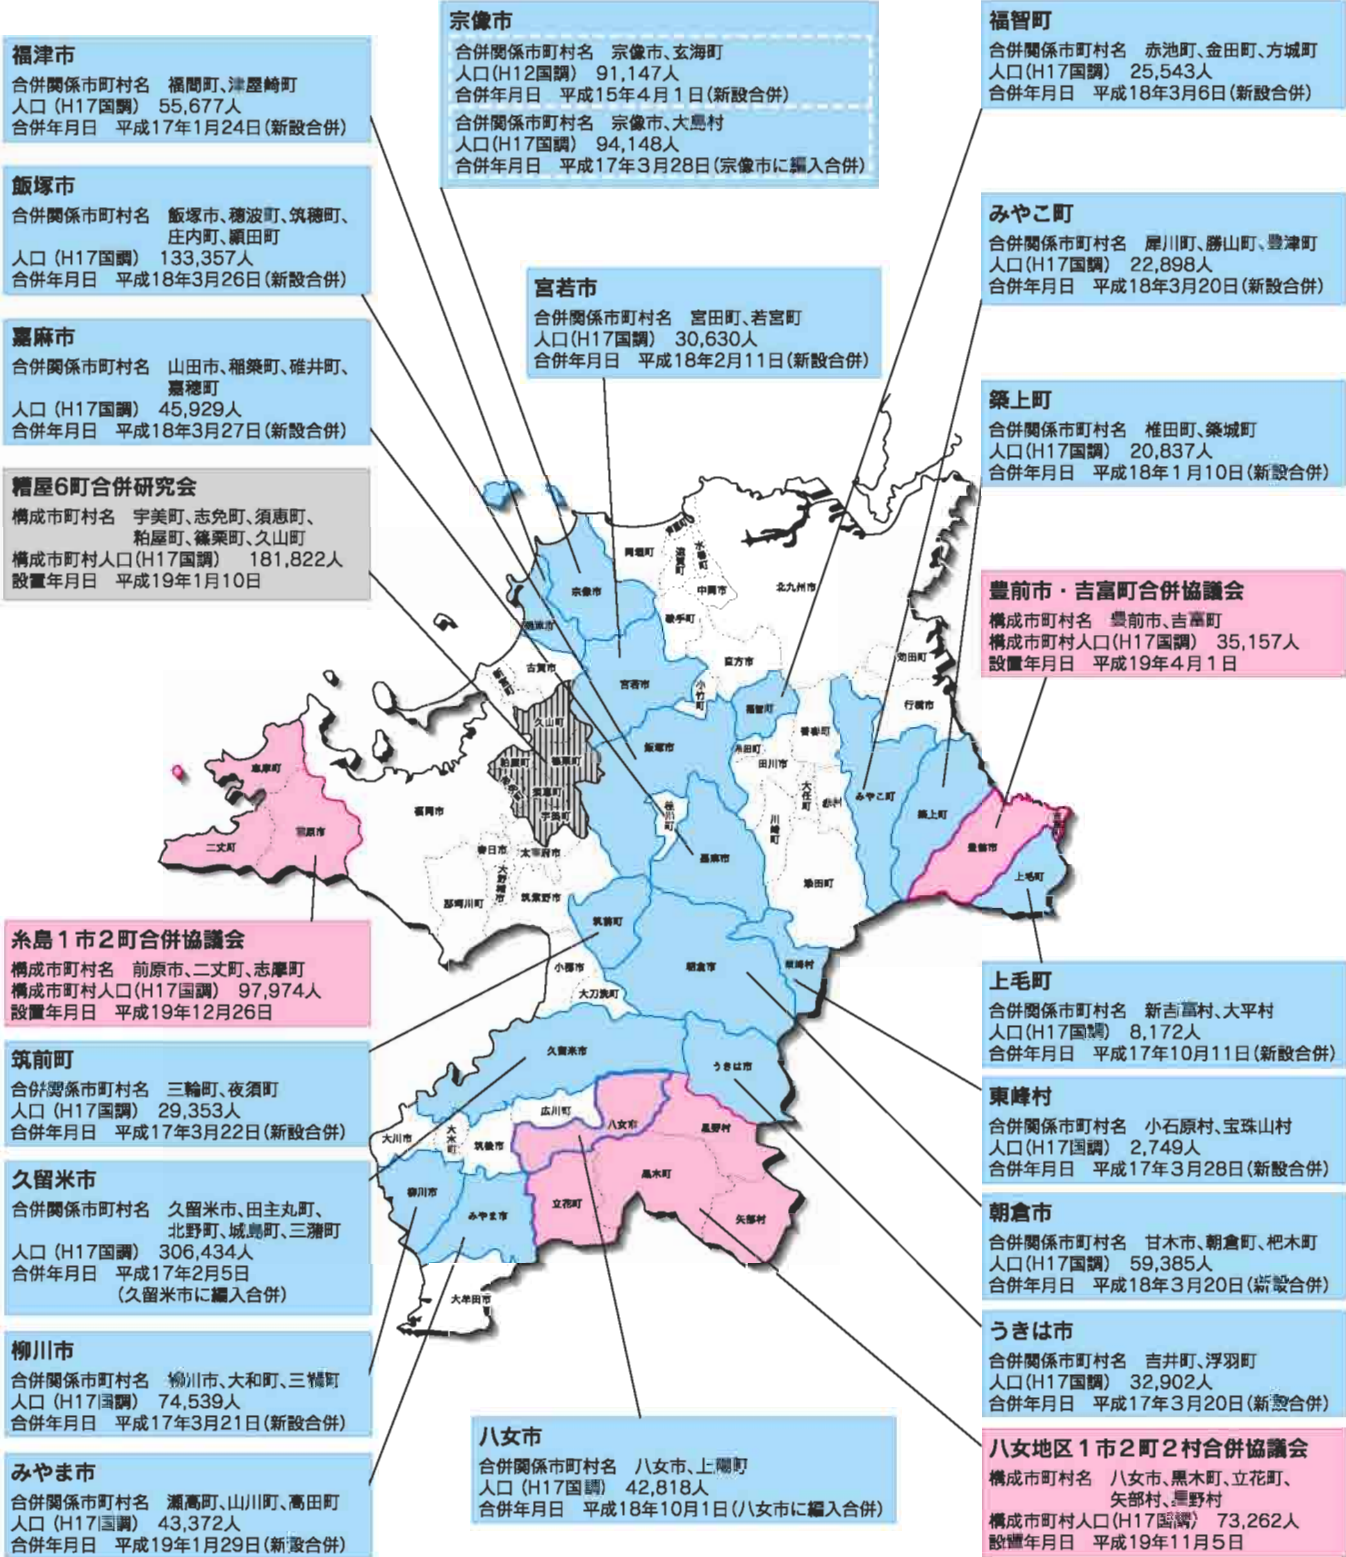 福津市
合併関係市町村名　福間町、津屋崎町
人口（H17国調）　55,677人
合併年月日　平成17年1月24日（新設合併）
飯塚市
合併関係市町村名　飯塚市、穂波町、筑穂町、
庄内町、頴田町
人口（H17国調）　133,357人
合併年月日　平成18年3月26日（新設合併）
嘉麻市
合併関係市町村名　山田市、稲築町、碓井町、
嘉穂町
人口（H17国調）　45,929人
合併年月日　平成18年3月27日（新設合併）
糟屋6町合併研究会
構成市町村名　宇美町、志免町、須恵町、
粕屋町、篠栗町、久山町
構成市町村人口（H17国調）　181,822人
設置年月日　平成19年1月10日
宗像市
合併関係市町村名　宗像市、玄海町
人口（H12国調）　91,147人
合併年月日　平成15年4月1日（新設合併）
合併関係市町村名　宗像市、大島村
人口（H17国調）　94,148人
合併年月日　平成17年3月28日（宗像市に編入合併）
宮若市
合併関係市町村名　宮田町、若宮町
人口（H17国調）　30,630人
合併年月日　平成18年2月11日（新設合併）
福智町
合併関係市町村名　赤池町、金田町、方城町
人口（H17国調）　25,543人
合併年月日　平成18年3月6日（新設合併）
みやこ町
合併関係市町村名　犀川町、勝山町、豊津町
人口（H17国調）　22,898人
合併年月日　平成18年3月20日（新設合併）
築上町
合併関係市町村名　椎田町、築城町
人口（H17国調）　20,837人
合併年月日　平成18年1月10日（新設合併）
豊前市・吉富町合併協議会
構成市町村名　豊前市、吉富町
構成市町村人口（H17国調）　35,157人
設置年月日　平成19年4月1日
岡垣町
遠賀町
水巻町
中間市
北九州市
宗像市
福津市
鞍手町
古賀市
直方市
苅田町
宮若市
小竹町
福智町
行橋市
久山町
香春町
飯塚市
糸田町
粕屋町
篠栗町
田川市
志摩町
須恵町
大任町
赤村
みやこ町
福岡市
宇美町
桂川町
川崎町
築上町
前原市
二丈町
春日市
太宰府市
嘉麻市
豊前市
大野城市
添田町
上毛町
那珂川町
筑紫野市
筑前町
小郡市
朝倉市
東峰村
大刀洗町
久留米市
うきは市
広川町
八女市
星野村
大川市
大木町
筑後市
黒木町
柳川市
立花町
みやま市
矢部村
大牟田市
糸島1市2町合併協議会
構成市町村名　前原市、二丈町、志摩町
構成市町村人口（H17国調）　97,974人
設置年月日　平成19年12月26日
筑前町
合併関係市町村名　三輪町、夜須町
人口（H17国調）　29,353人
合併年月日　平成17年3月22日（新設合併）
久留米市
合併関係市町村名　久留米市、田主丸町、
北野町、城島町、三潴町
人口（H17国調）　306,434人
合併年月日　平成17年2月5日
（久留米市に編入合併）
柳川市
合併関係市町村名　柳川市、大和町、三橋町
人口（H17国調）　74,539人
合併年月日　平成17年3月21日（新設合併）
みやま市
合併関係市町村名　瀬高町、山川町、高田町
人口（H17国調）　43,372人
合併年月日　平成19年1月29日（新設合併）
八女市
合併関係市町村名　八女市、上陽町
人口（H17国調）　42,818人
合併年月日　平成18年10月1日（八女市に編入合併）
上毛町
合併関係市町村名　新吉富村、大平村
人口（H17国調）　8,172人
合併年月日　平成17年10月11日（新設合併）
東峰村
合併関係市町村名　小石原村、宝珠山村
人口（H17国調）　2,749人
合併年月日　平成17年3月28日（新設合併）
朝倉市
合併関係市町村名　甘木市、朝倉町、杷木町
人口（H17国調）　59,385人
合併年月日　平成18年3月20日（新設合併）
うきは市
合併関係市町村名　吉井町、浮羽町
人口（H17国調）　32,902人
合併年月日　平成17年3月20日（新設合併）
八女地区1市2町2村合併協議会
構成市町村名　八女市、黒木町、立花町、
矢部村、星野村
構成市町村人口（H17国調）　73,262人
設置年月日　平成19年11月5日